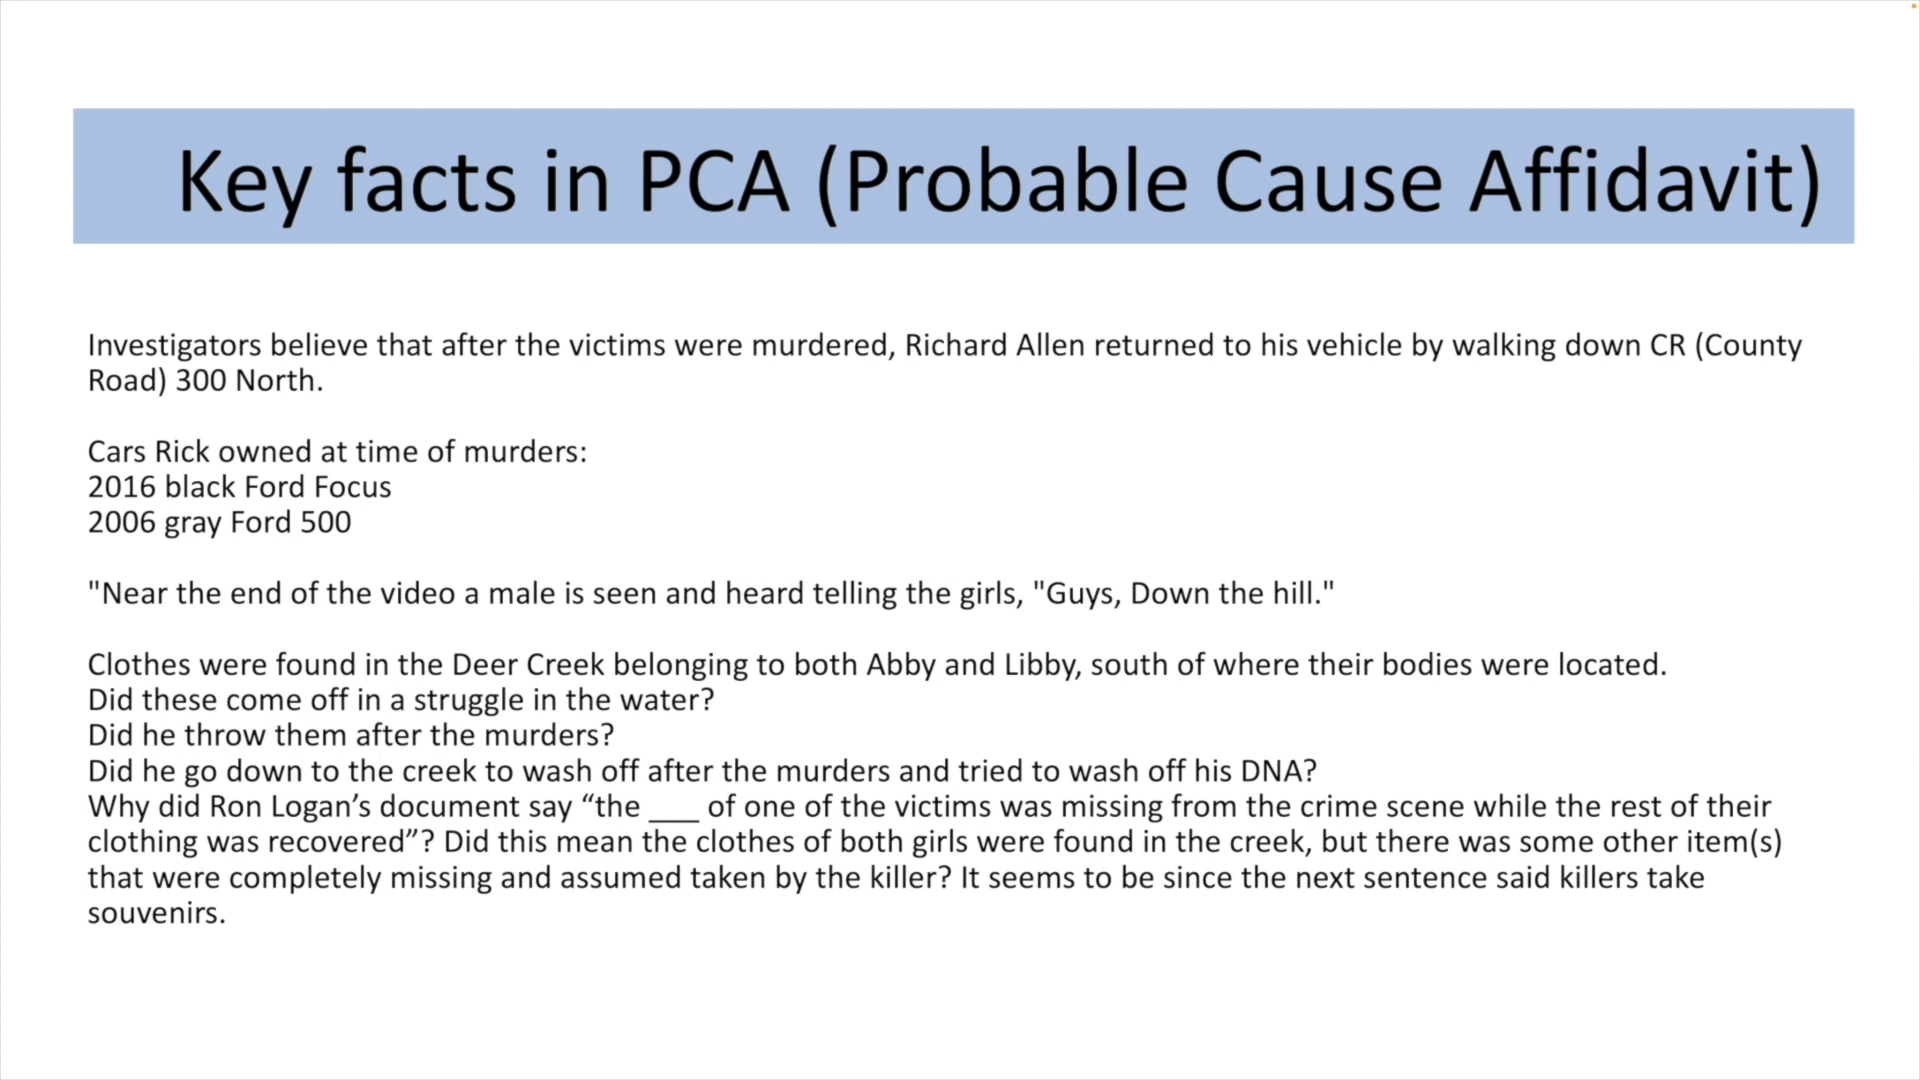 Key facts in PCA (Probable Cause Affidavit)
Investigators believe that after the victims were murdered, Richard Allen returned to his vehicle by walking down CR (County
Road) 300 North.
Cars Rick owned at time of murders:
2016 black Ford Focus
2006 gray Ford 500
"Near the end of the video a male is seen and heard telling the girls, "Guys, Down the hill."
Clothes were found in the Deer Creek belonging to both Abby and Libby, south of where their bodies were located.
Did these come off in a struggle in the water?
Did he throw them after the murders?
Did he go down to the creek to wash off after the murders and tried to wash off his DNA?
Why did Ron Logan’s document say “the ___ of one of the victims was missing from the crime scene while the rest of their
clothing was recovered”? Did this mean the clothes of both girls were found in the creek, but there was some other item(s)
that were completely missing and assumed taken by the killer? It seems to be since the next sentence said killers take
souvenirs.